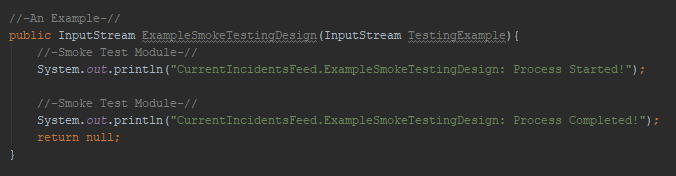 //-An Example-//
public InputStream ExampleSmokeTestingDesign(InputStream TestingExample){
//-Smoke Test Module-//
System.out.println("CurrentIncidentsFeed.ExampleSmokeTestingDesign: Process Started!");
//-Smoke Test Module-//
System.out.println("CurrentIncidentsFeed.ExampleSmokeTestingDesign: Process Completed!");
return null;
}